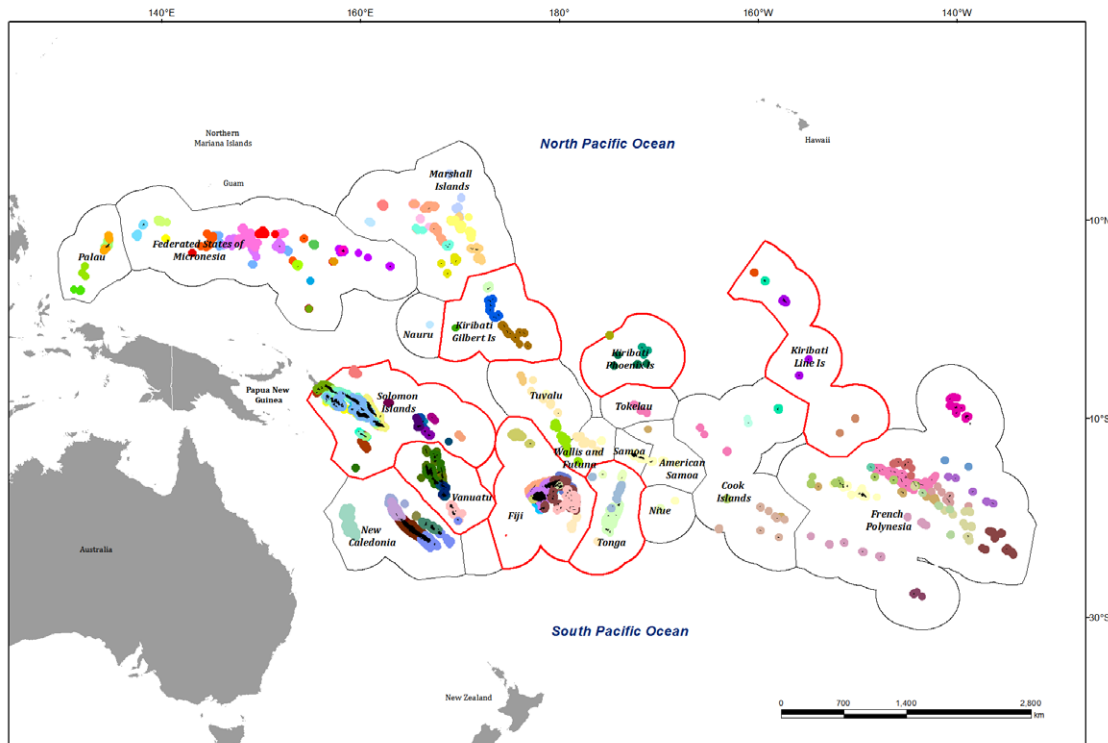 140°E 160°E 180° 160°W 140°W
Northern
Mariana Islands
North Pacific Ocean
Hawaii
Marshall
Islands
Guam
10°N
Federated States of
Micronesia
Palau
Nauru
Kiribati
Gilbert Is
Kiribati
Phoenix Is
Kiribati
Line Is
Papua New
Guinea
Solomon
Islands
Tuvalu
Tokelau
10°S
Wallis and
Futuna
Samoa
American
Samoa
Cook
Islands
Vanuatu
Fiji
Niue
French
Polynesia
New
Caledonia
Tonga
Australia
30°S
South Pacific Ocean
New Zealand
0 700 1,400 2,800
km